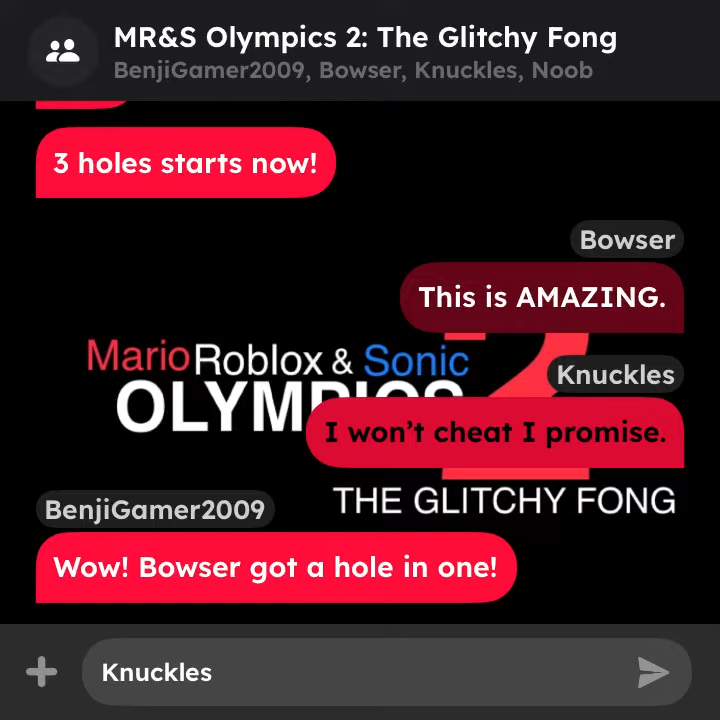 MR&S Olympics 2: The Glitchy Fong
BenjiGamer2009, Bowser, Knuckles, Noob
3 holes starts now!
Bowser
This is AMAZING.
Mario Roblox & Sonic
2
Knuckles
I won’t cheat I promise.
THE GLITCHY FONG
BenjiGamer2009
Wow! Bowser got a hole in one!
Knuckles